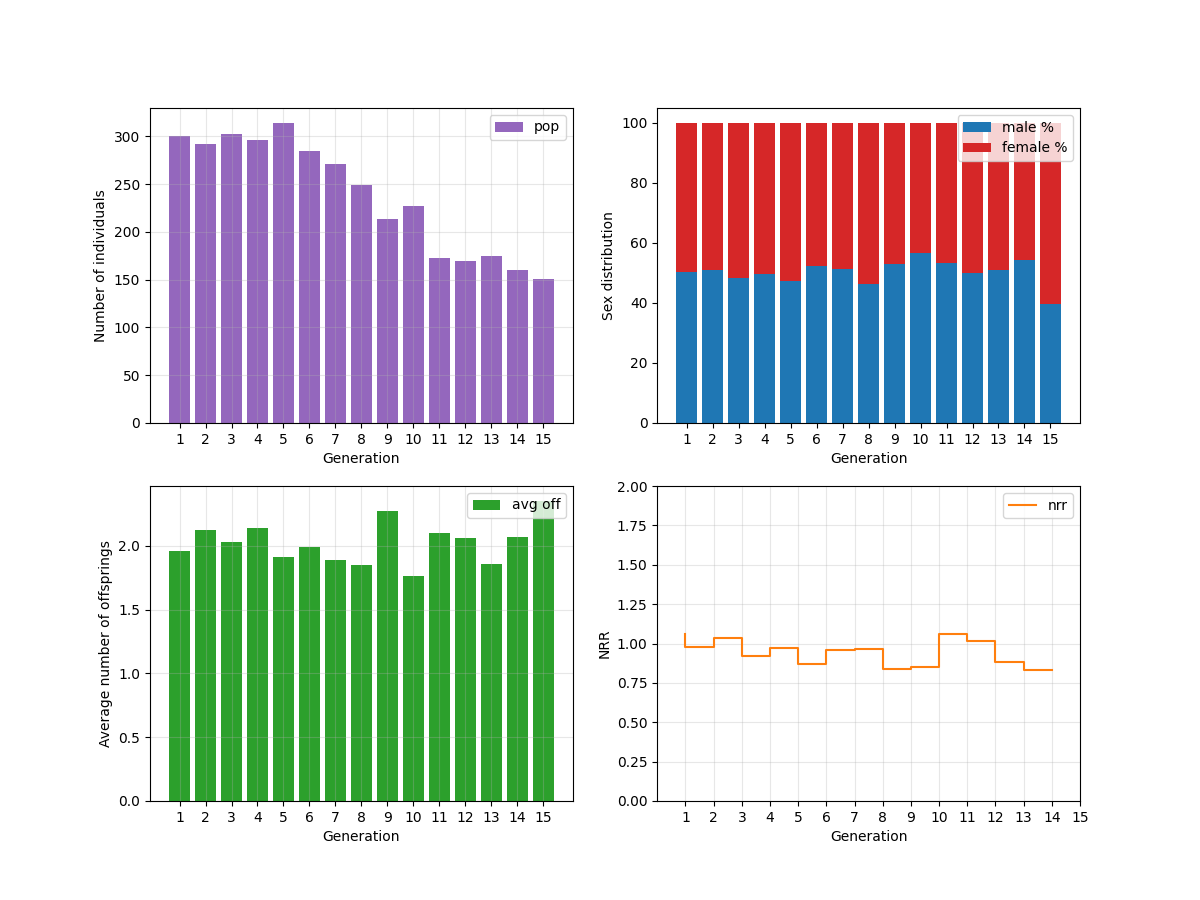 300
250
200
150
100
50
0
Number of individuals
pop
1 2 3 4 5 6 7 8 9 10 11 12 13 14 15
Generation
100
80
60
40
20
0
Sex distribution
male %
female %
1 2 3 4 5 6 7 8 9 10 11 12 13 14 15
Generation
2.0
1.5
1.0
0.5
0.0
Average number of offsprings
avg off
1 2 3 4 5 6 7 8 9 10 11 12 13 14 15
Generation
2.00
1.75
1.50
1.25
1.00
0.75
0.50
0.25
0.00
NRR
nrr
1 2 3 4 5 6 7 8 9 10 11 12 13 14 15
Generation